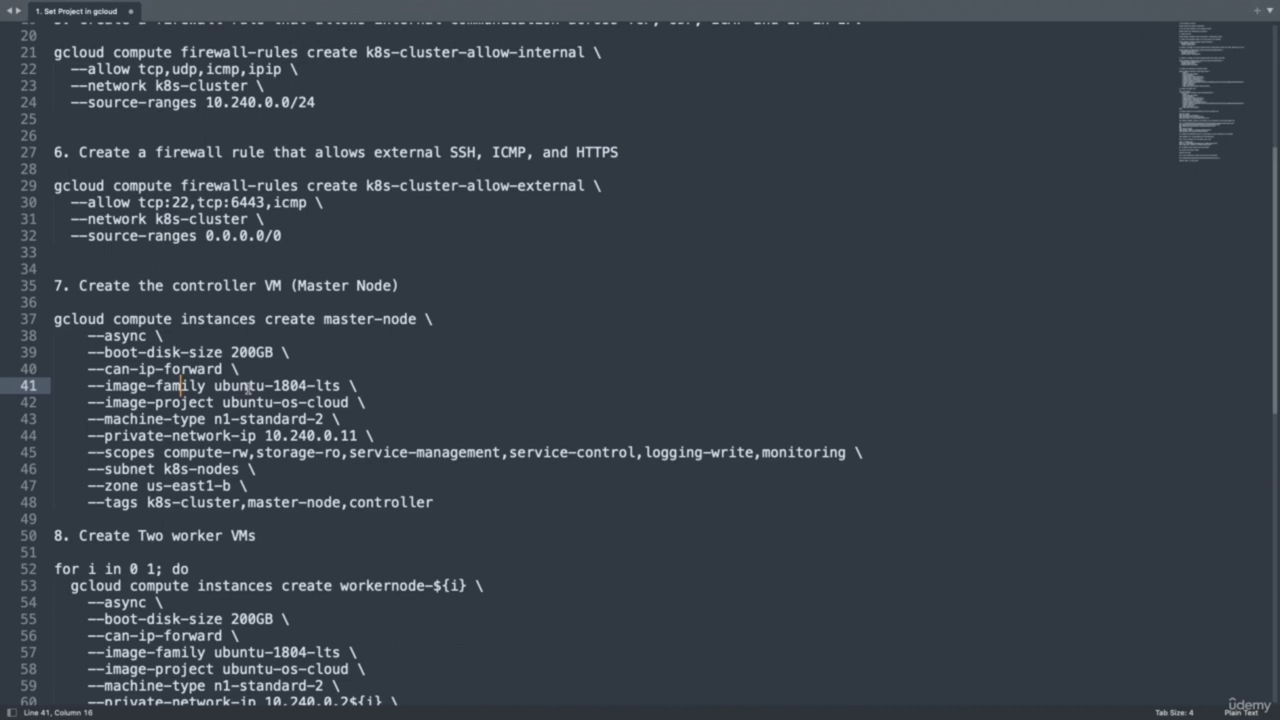 1. Set Project in gcloud
20
21 gcloud compute firewall-rules create k8s-cluster-allow-internal \
22 --allow tcp,udp,icmp,ipip \
23 --network k8s-cluster \
24 --source-ranges 10.240.0.0/24
25
26
27 6. Create a firewall rule that allows external SSH, ICMP, and HTTPS
28
29 gcloud compute firewall-rules create k8s-cluster-allow-external \
30 --allow tcp:22,tcp:6443,icmp \
31 --network k8s-cluster \
32 --source-ranges 0.0.0.0/0
33
34
35 7. Create the controller VM (Master Node)
36
37 gcloud compute instances create master-node \
38 --async \
39 --boot-disk-size 200GB \
40 --can-ip-forward \
41 --image-family ubuntu-1804-lts \
42 --image-project ubuntu-os-cloud \
43 --machine-type n1-standard-2 \
44 --private-network-ip 10.240.0.11 \
45 --scopes compute-rw,storage-ro,service-management,service-control,logging-write,monitoring \
46 --subnet k8s-nodes \
47 --zone us-east1-b \
48 --tags k8s-cluster,master-node,controller
49
50 8. Create Two worker VMs
51
52 for i in 0 1; do
53 gcloud compute instances create workernode-${i} \
54 --async \
55 --boot-disk-size 200GB \
56 --can-ip-forward \
57 --image-family ubuntu-1804-lts \
58 --image-project ubuntu-os-cloud \
59 --machine-type n1-standard-2 \
60 --private-network-ip 10.240.0.2${i} \
Line 41, Column 16
Tab Size: 4
Plain Text
udemy